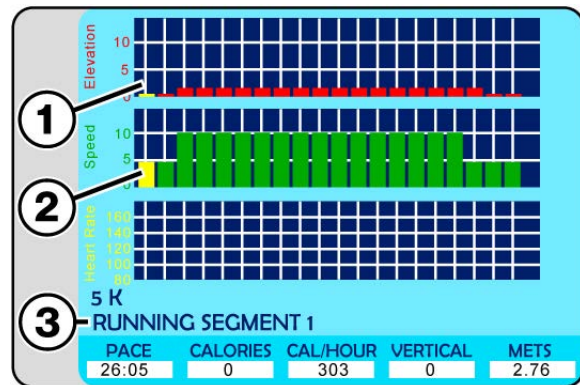 Elevation
10
5
0
1
Speed
10
5
0
2
Heart Rate
160
140
120
100
80
5 K
3
RUNNING SEGMENT 1
PACE CALORIES CAL/HOUR VERTICAL METS
26:05 0 303 0 2.76